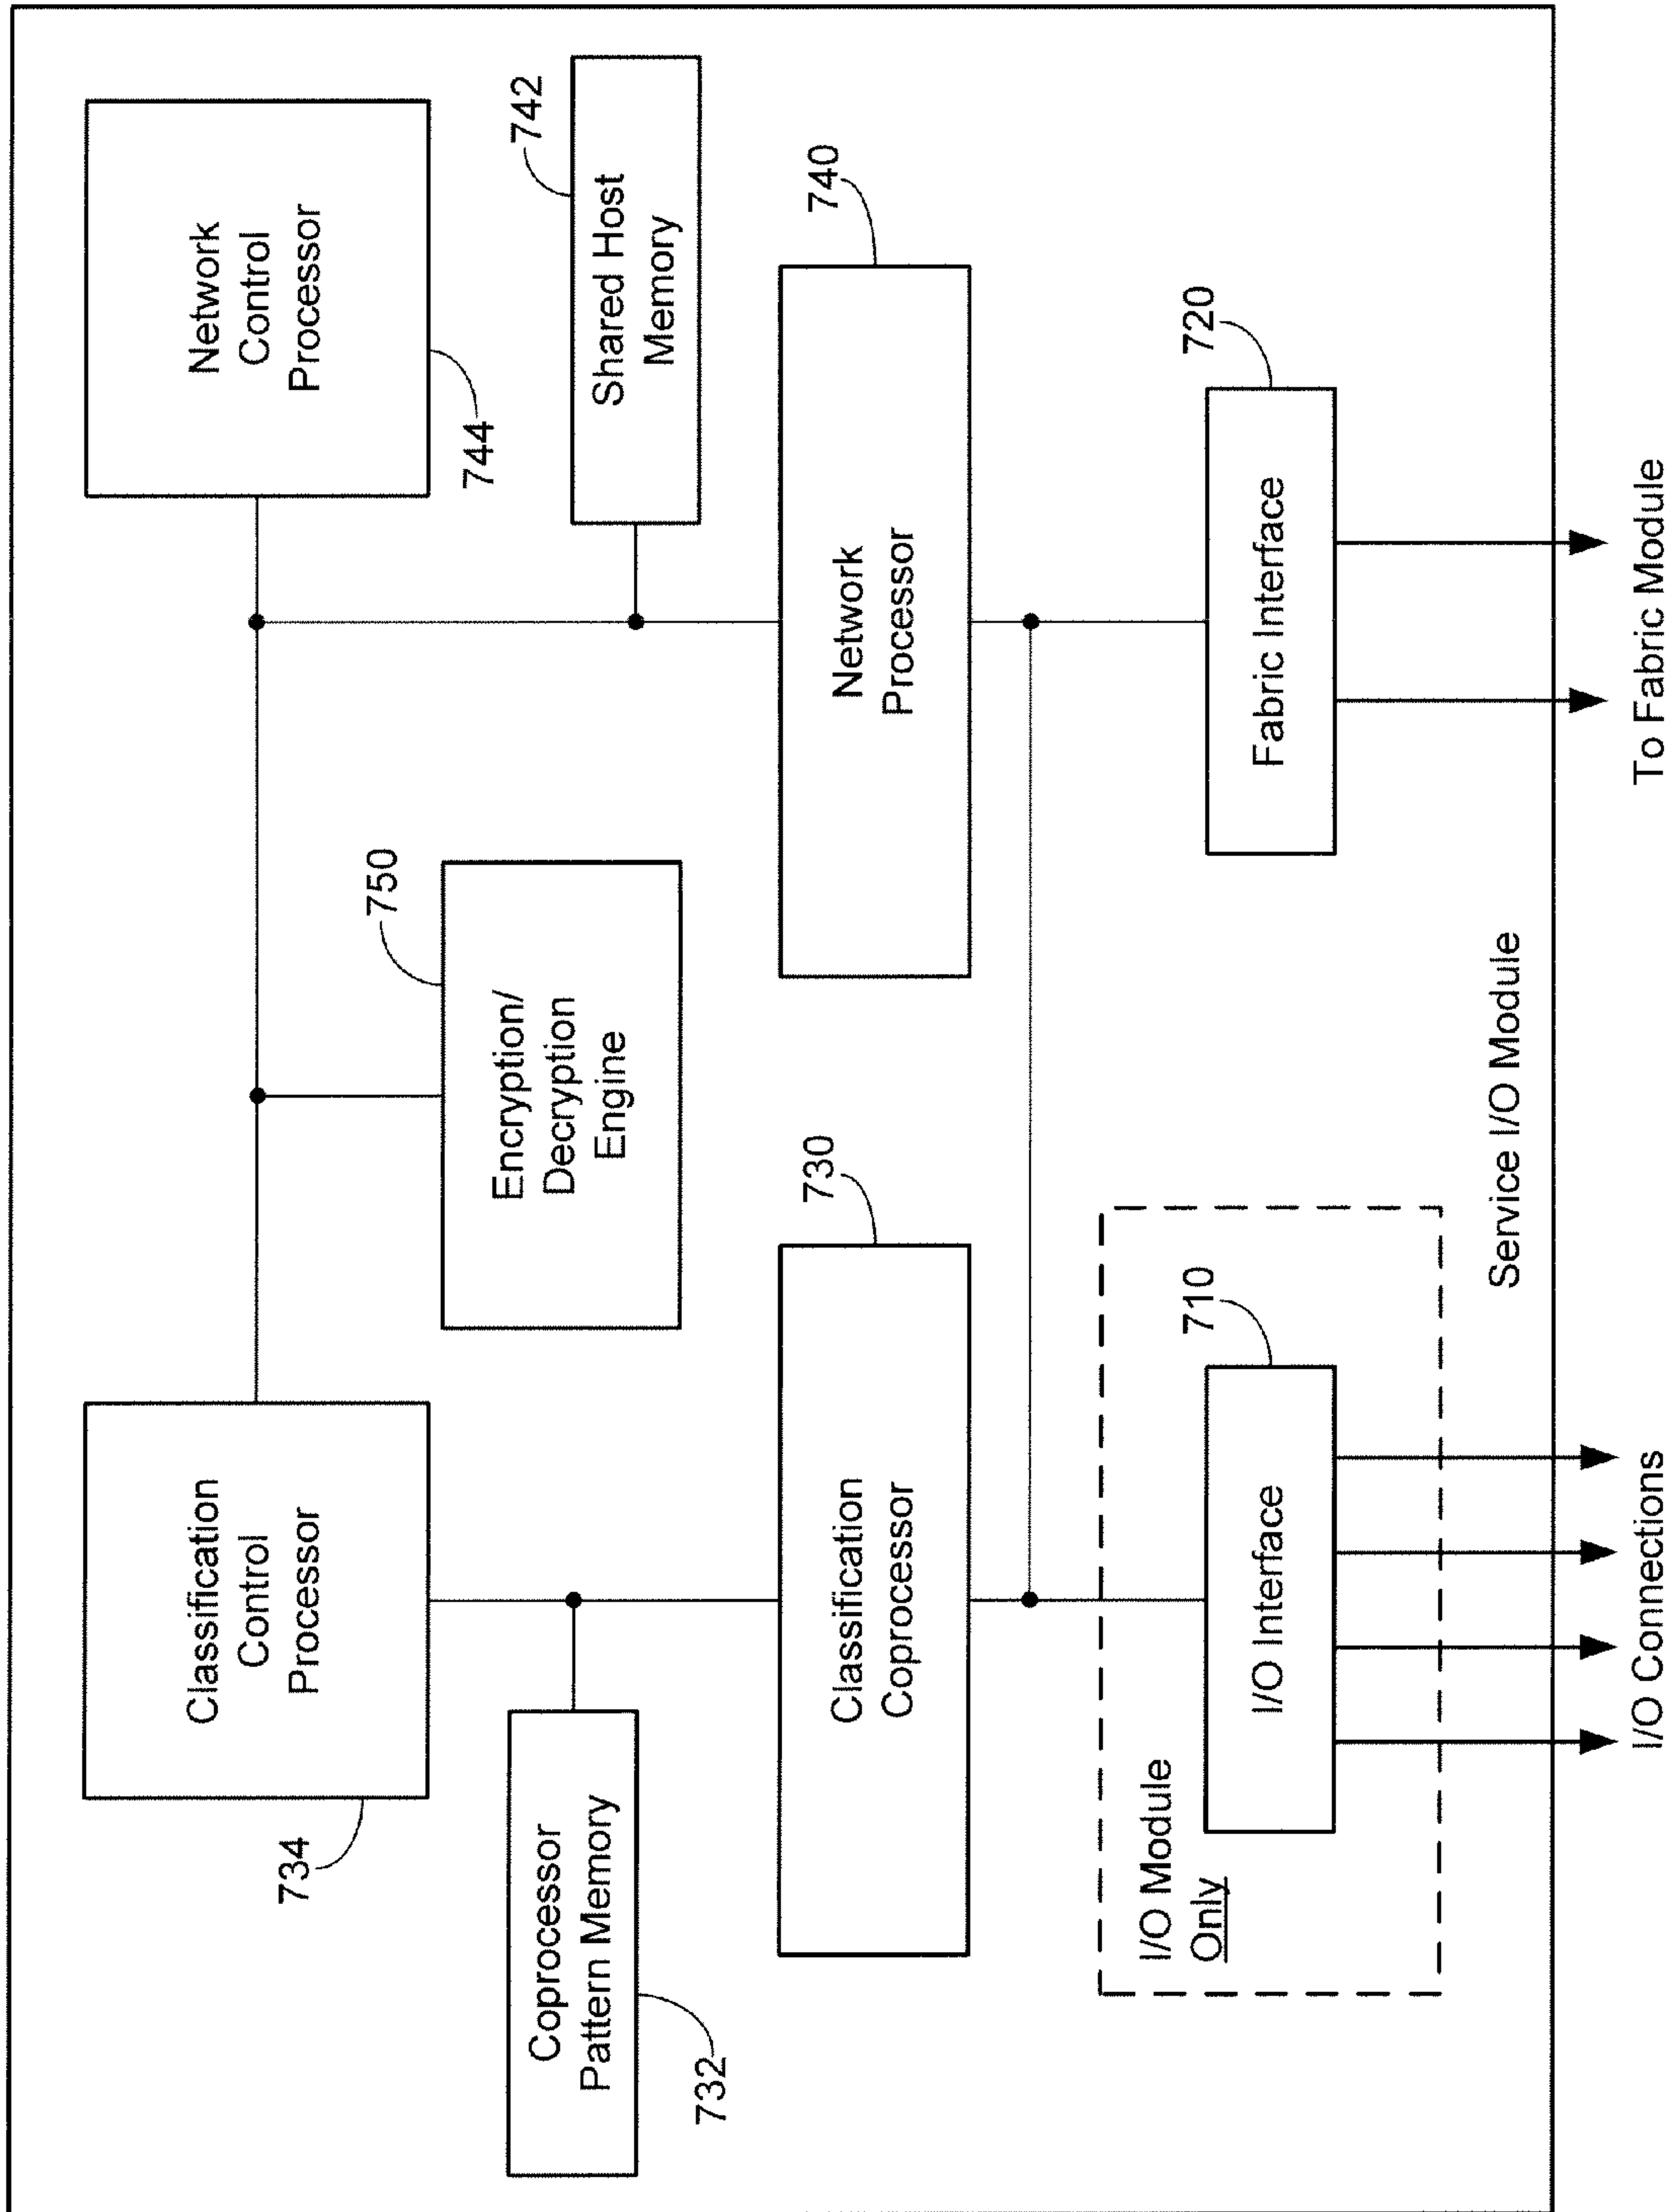 Classification
Control
Processor
734
Network
Control
Processor
744
Coprocessor
Pattern Memory
732
Encryption/
Decryption
Engine
750
Shared Host
Memory
742
Classification
Coprocessor
730
Network
Processor
740
I/O Module
Only
I/O Interface
710
Fabric Interface
720
Service I/O Module
I/O Connections
To Fabric Module